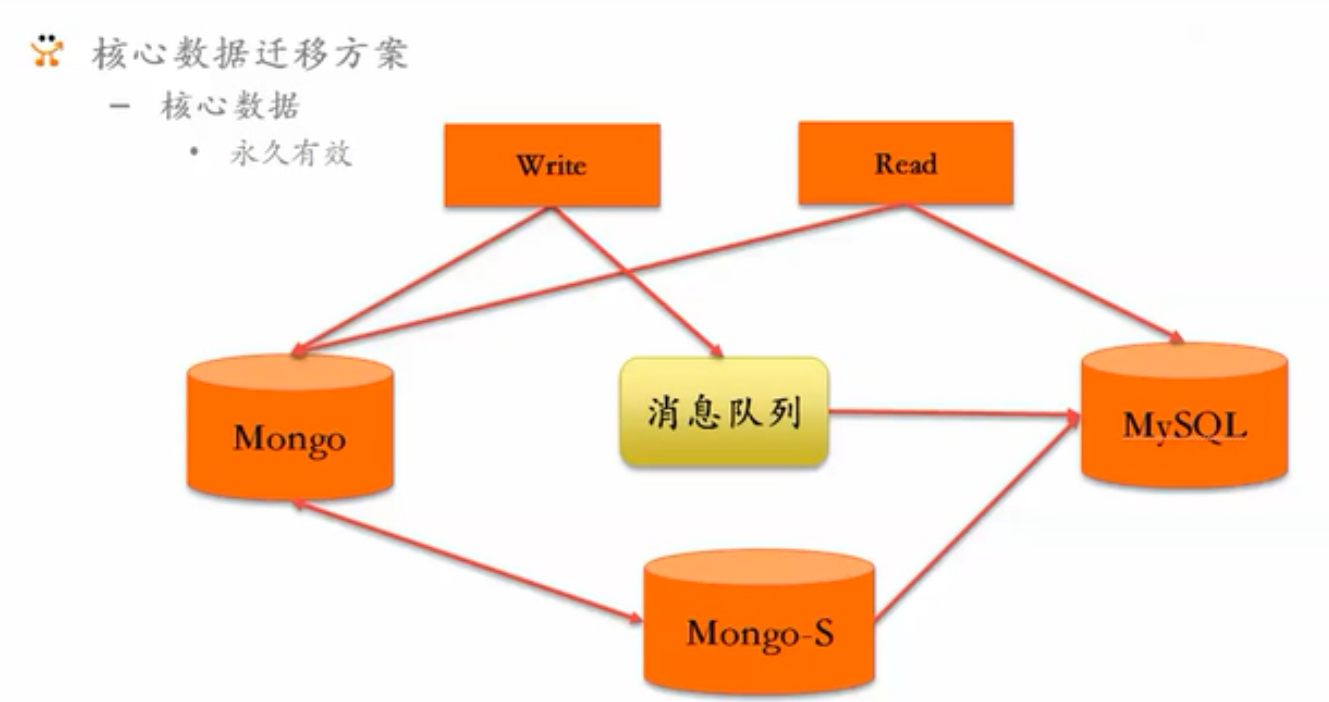 核心数据迁移方案
– 核心数据
• 永久有效
Write
Read
Mongo
消息队列
MySQL
Mongo-S